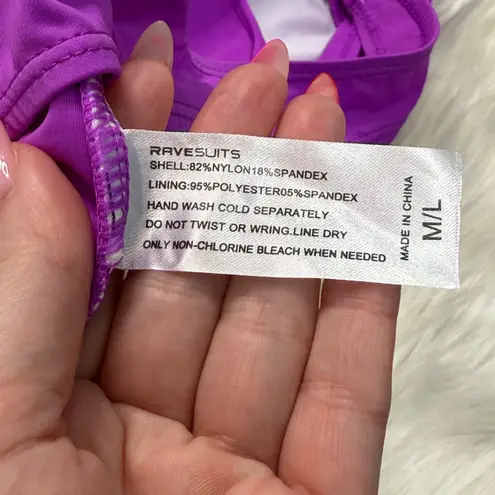 RAVESUITS
SHELL:82%NYLON18%SPANDEX
LINING:95%POLYESTER05%SPANDEX
HAND WASH COLD SEPARATELY
DO NOT TWIST OR WRING.LINE DRY
ONLY NON-CHLORINE BLEACH WHEN NEEDED
MADE IN CHINA
M/L